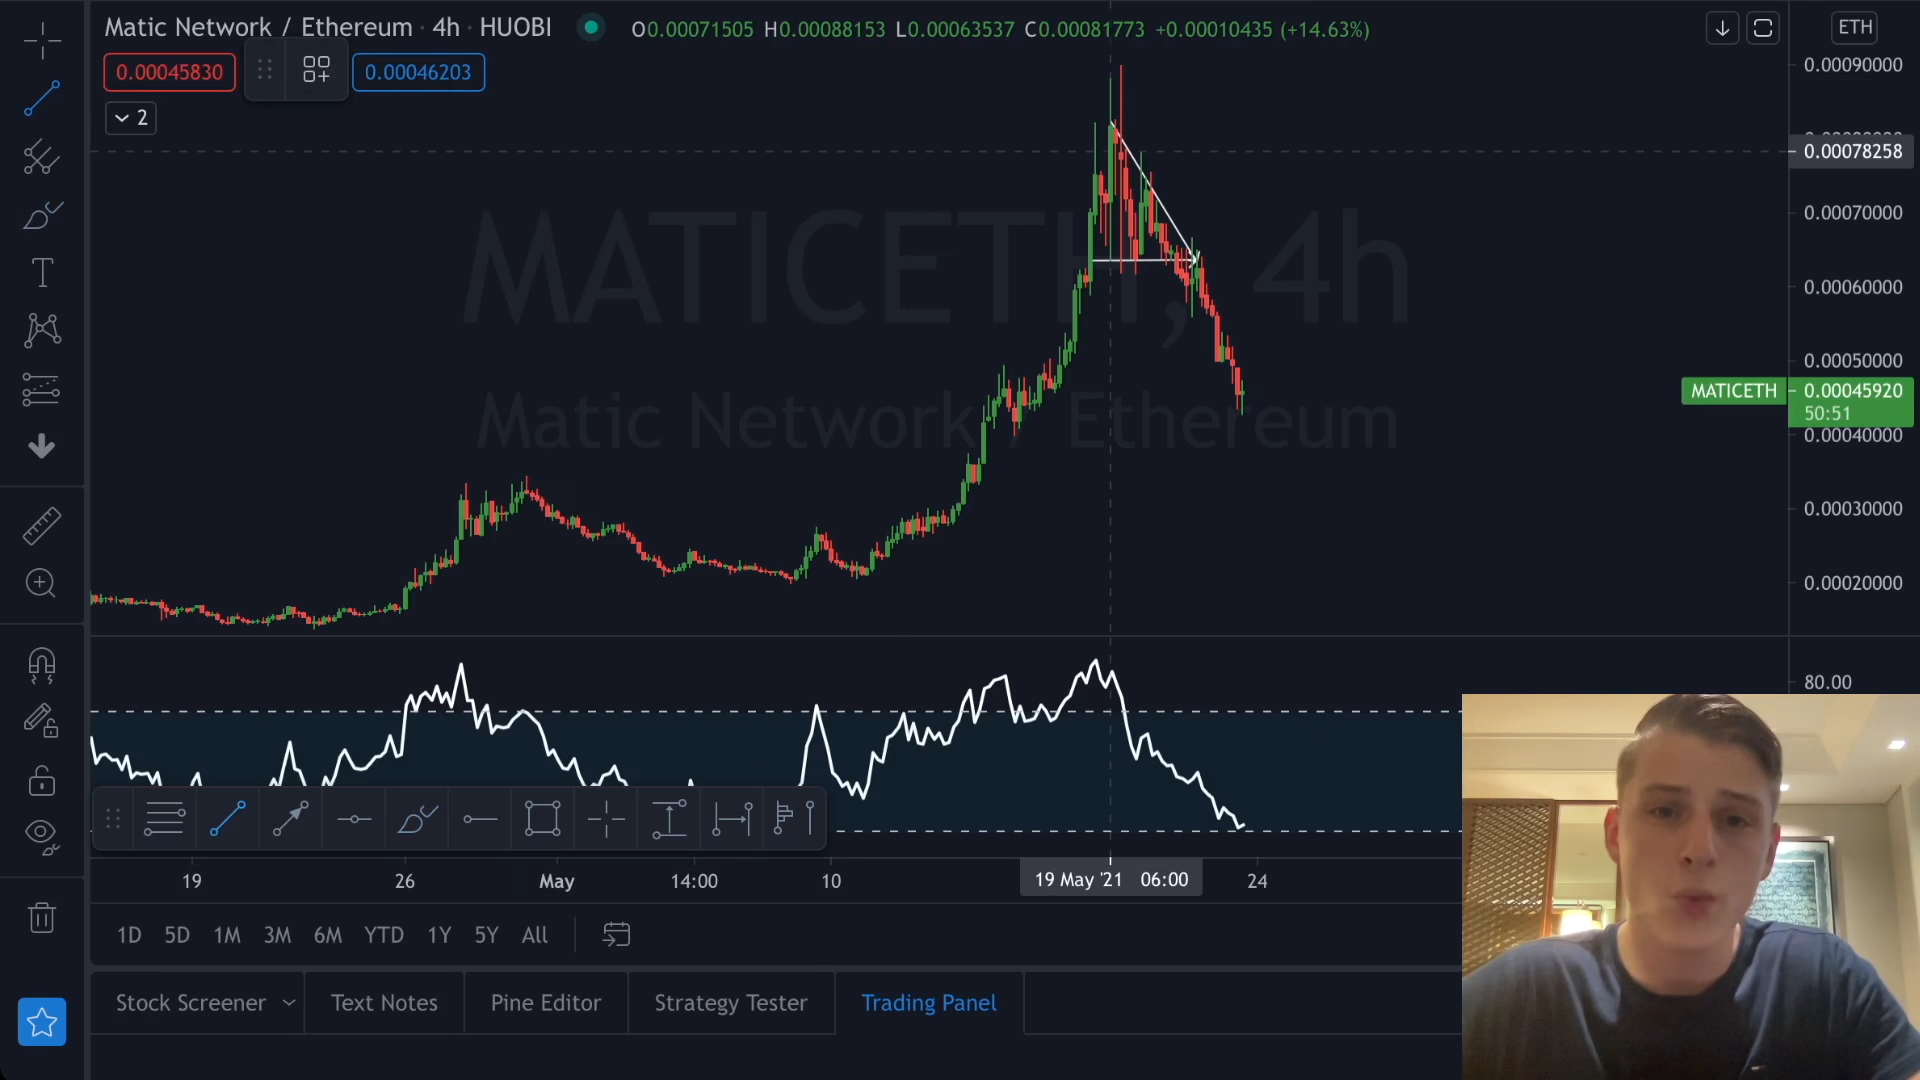 Matic Network / Ethereum · 4h · HUOBI
O0.00071505 H0.00088153 L0.00063537 C0.00081773 +0.00010435 (+14.63%)
ETH
0.00045830
0.00046203
2
0.00090000
0.00078258
0.00070000
0.00060000
0.00050000
MATICETH
0.00045920
50:51
0.00040000
0.00030000
0.00020000
MATICETH, 4h
Matic Network / Ethereum
80.00
19
26
May
14:00
10
19 May '21 06:00
24
1D 5D 1M 3M 6M YTD 1Y 5Y All
Stock Screener
Text Notes
Pine Editor
Strategy Tester
Trading Panel